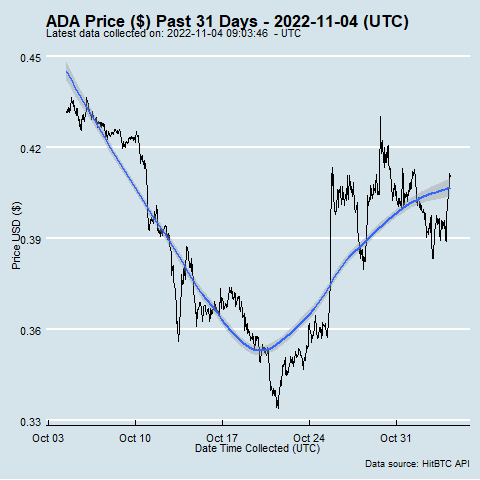 ADA Price ($) Past 31 Days - 2022-11-04 (UTC)
Latest data collected on: 2022-11-04 09:03:46 - UTC
0.45
0.42
0.39
0.36
0.33
Price USD ($)
Oct 03 Oct 10 Oct 17 Oct 24 Oct 31
Date Time Collected (UTC)
Data source: HitBTC API